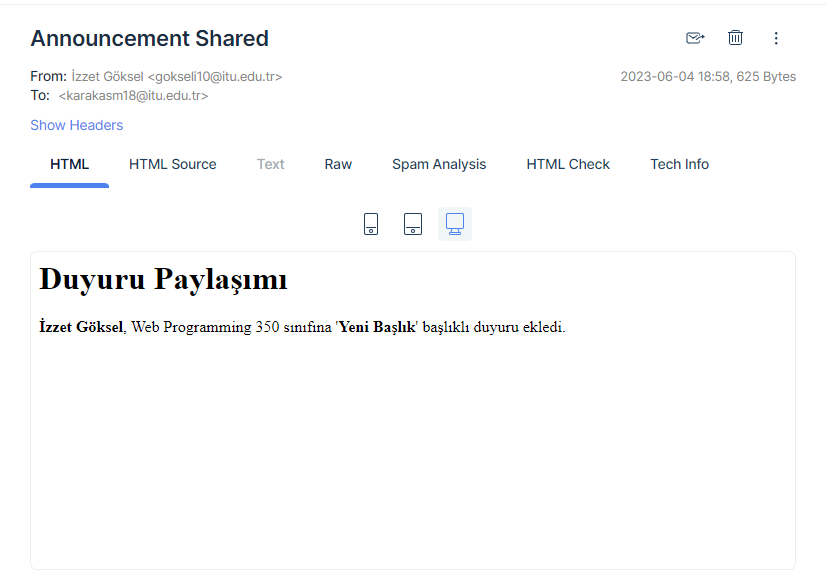 Announcement Shared
From: İzzet Göksel <gokseli10@itu.edu.tr>
2023-06-04 18:58, 625 Bytes
To: <karakasm18@itu.edu.tr>
Show Headers
HTML HTML Source Text Raw Spam Analysis HTML Check Tech Info
Duyuru Paylaşımı
İzzet Göksel, Web Programming 350 sınıfına 'Yeni Başlık' başlıklı duyuru ekledi.